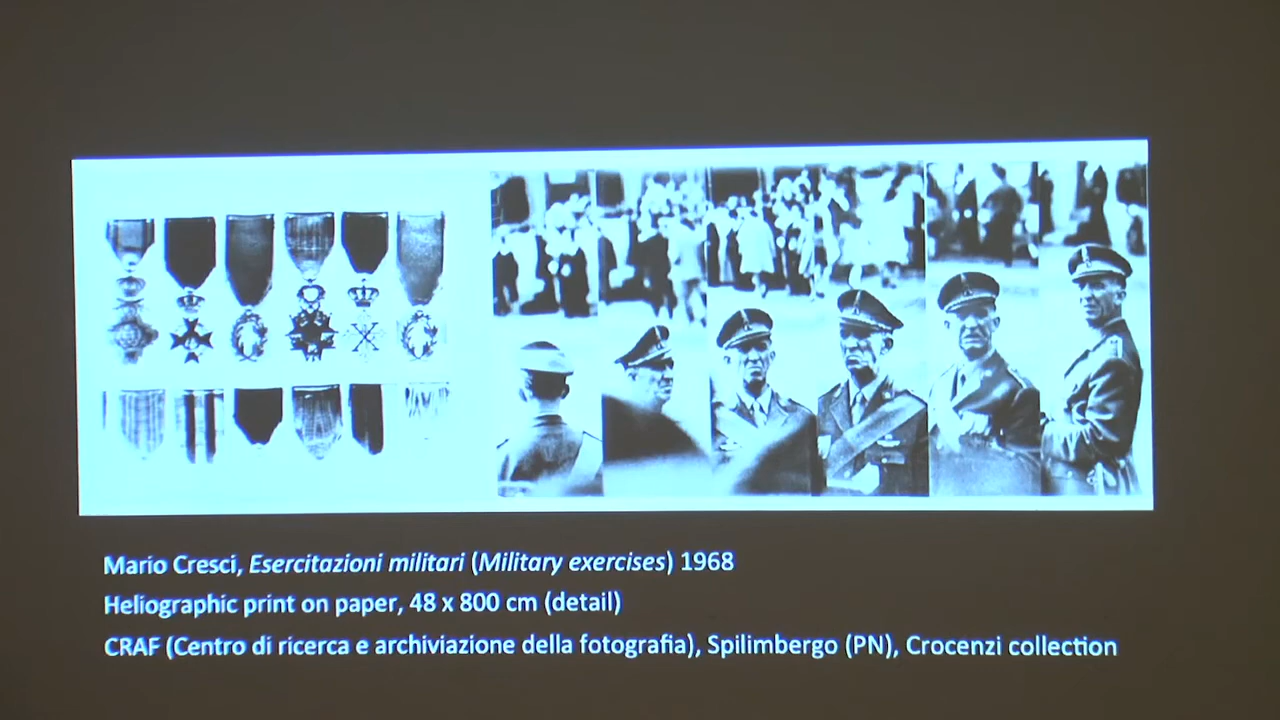 Mario Cresci, Esercitazioni militari (Military exercises) 1968
Heliographic print on paper, 48 x 800 cm (detail)
CRAF (Centro di ricerca e archiviazione della fotografia), Spilimbergo (PN), Crocenzi collection